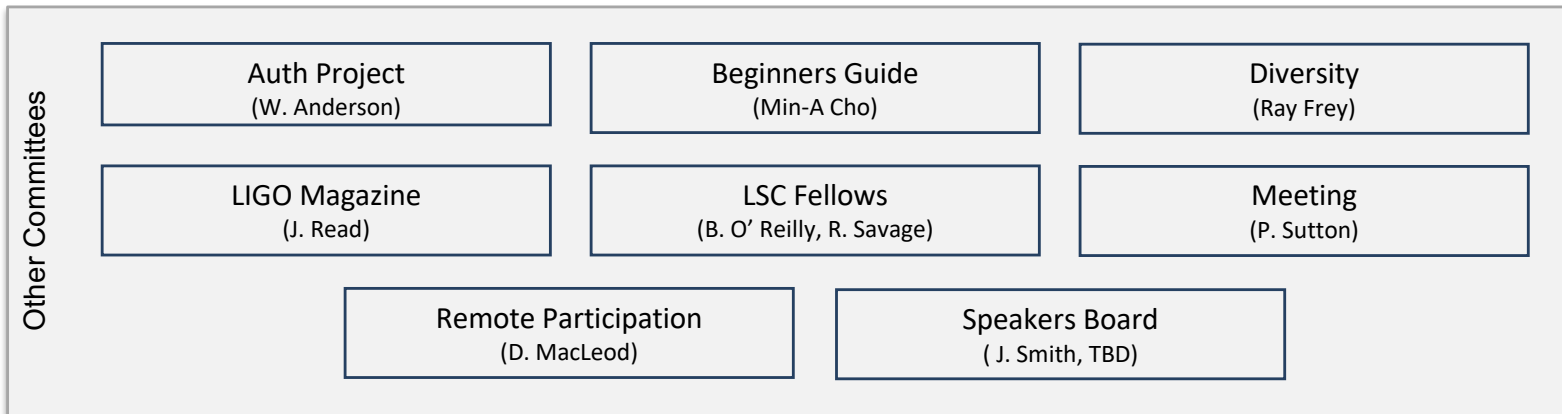 Other Committees
Auth Project
(W. Anderson)
Beginners Guide
(Min-A Cho)
Diversity
(Ray Frey)
LIGO Magazine
(J. Read)
LSC Fellows
(B. O’ Reilly, R. Savage)
Meeting
(P. Sutton)
Remote Participation
(D. MacLeod)
Speakers Board
( J. Smith, TBD)